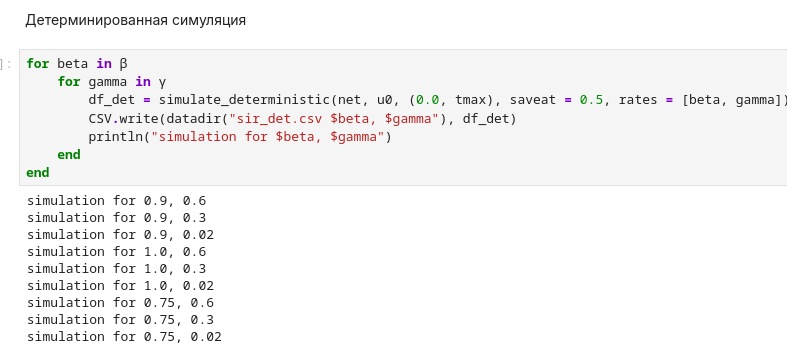 Детерминированная симуляция
]:
for beta in β
    for gamma in γ
        df_det = simulate_deterministic(net, u0, (0.0, tmax), saveat = 0.5, rates = [beta, gamma])
        CSV.write(datadir("sir_det.csv $beta, $gamma"), df_det)
        println("simulation for $beta, $gamma")
    end
end
simulation for 0.9, 0.6
simulation for 0.9, 0.3
simulation for 0.9, 0.02
simulation for 1.0, 0.6
simulation for 1.0, 0.3
simulation for 1.0, 0.02
simulation for 0.75, 0.6
simulation for 0.75, 0.3
simulation for 0.75, 0.02